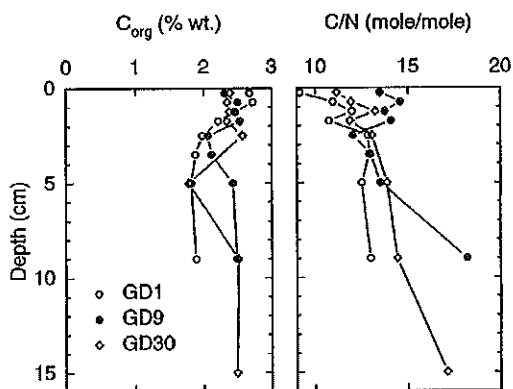 C_org (% wt.) C/N (mole/mole)
0 1 2 3 10 15 20
0
5
10
15
Depth (cm)
GD1
GD9
GD30